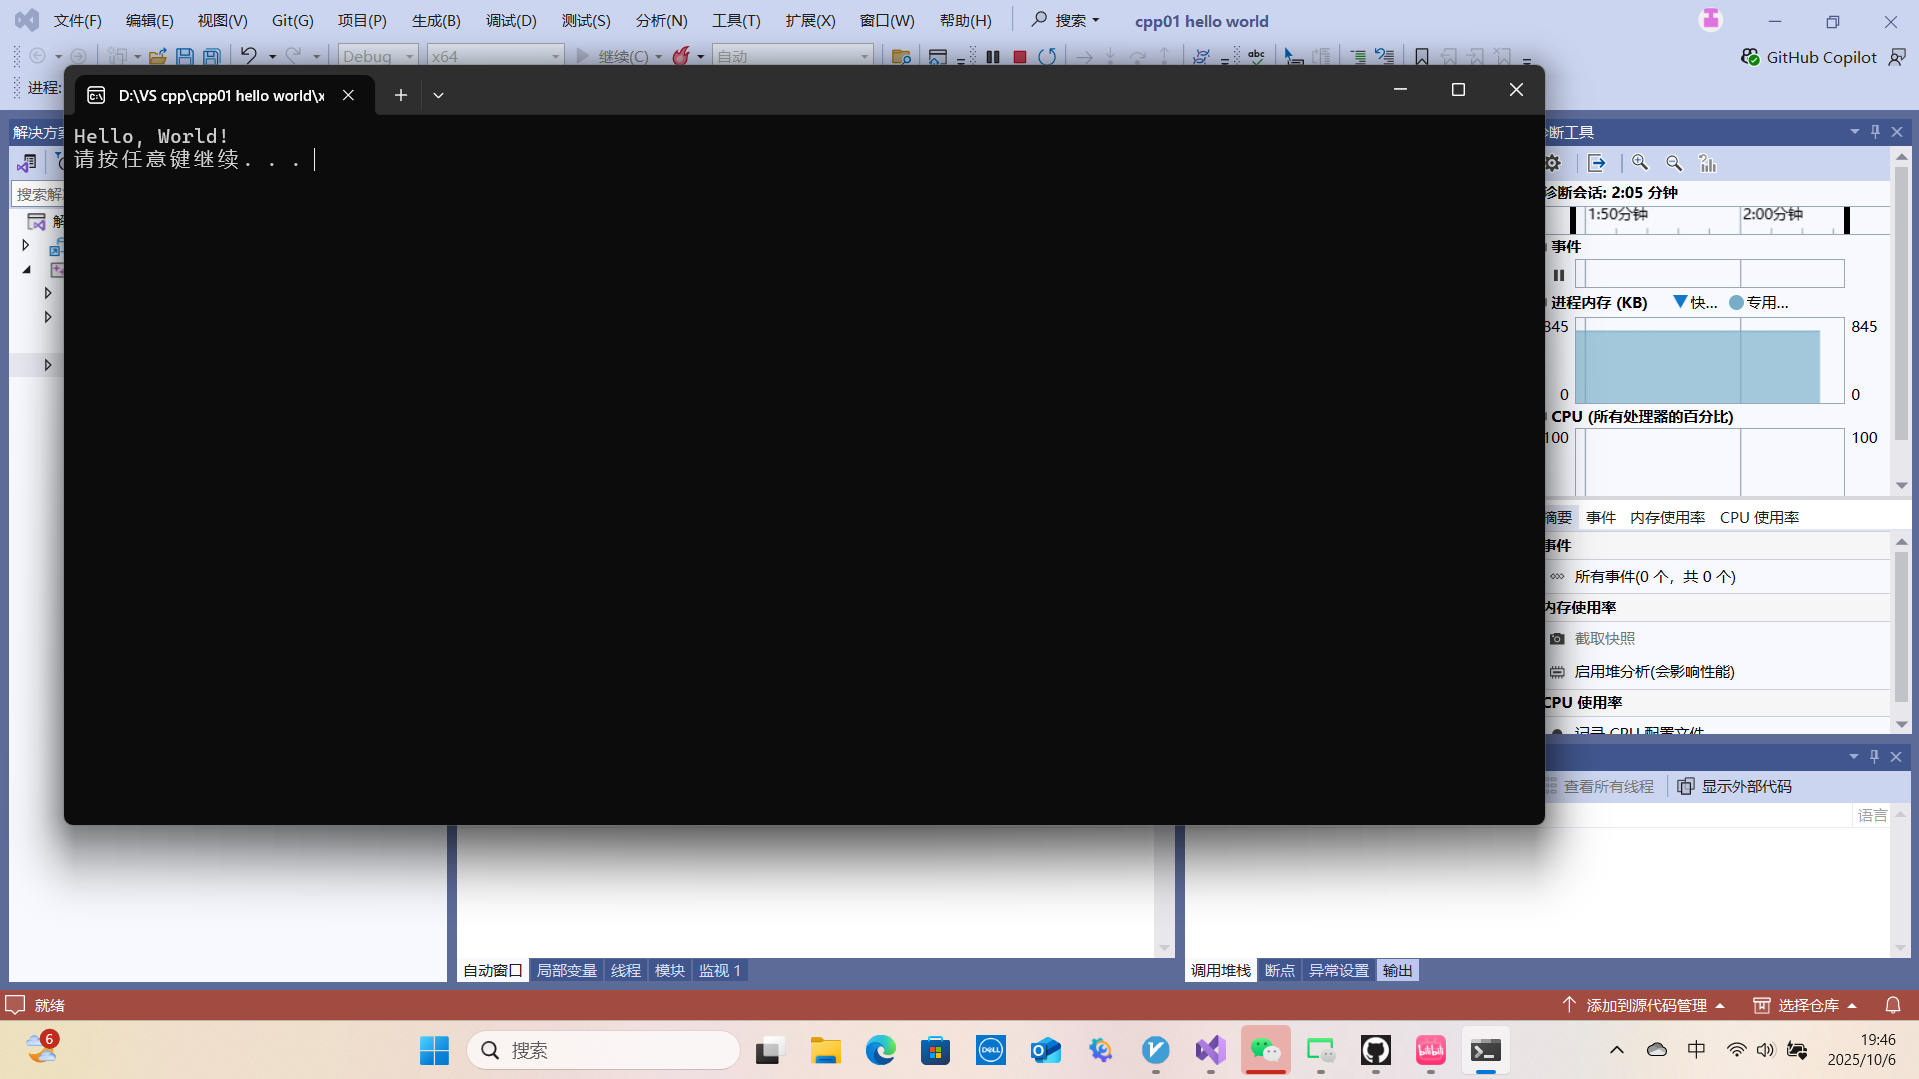 文件(F) 编辑(E) 视图(V) Git(G) 项目(P) 生成(B) 调试(D) 测试(S) 分析(N) 工具(T) 扩展(X) 窗口(W) 帮助(H) 搜索 cpp01 hello world
Debug x64 继续(C) 自动 abc GitHub Copilot
进程:
D:\VS cpp\cpp01 hello world\x
Hello, World!
请按任意键继续. . .
解决方案
搜索解
解
诊断工具
诊断会话: 2:05 分钟
1:50分钟 2:00分钟
事件
进程内存 (KB) 快... 专用...
845 845
0 0
CPU (所有处理器的百分比)
100 100
摘要 事件 内存使用率 CPU 使用率
事件
所有事件(0 个，共 0 个)
内存使用率
截取快照
启用堆分析(会影响性能)
CPU 使用率
记录 CPU 配置文件
查看所有线程 显示外部代码
语言
自动窗口 局部变量 线程 模块 监视 1
调用堆栈 断点 异常设置 输出
就绪 添加到源代码管理 选择仓库
6 搜索 DELL bilibili 中 19:46
2025/10/6